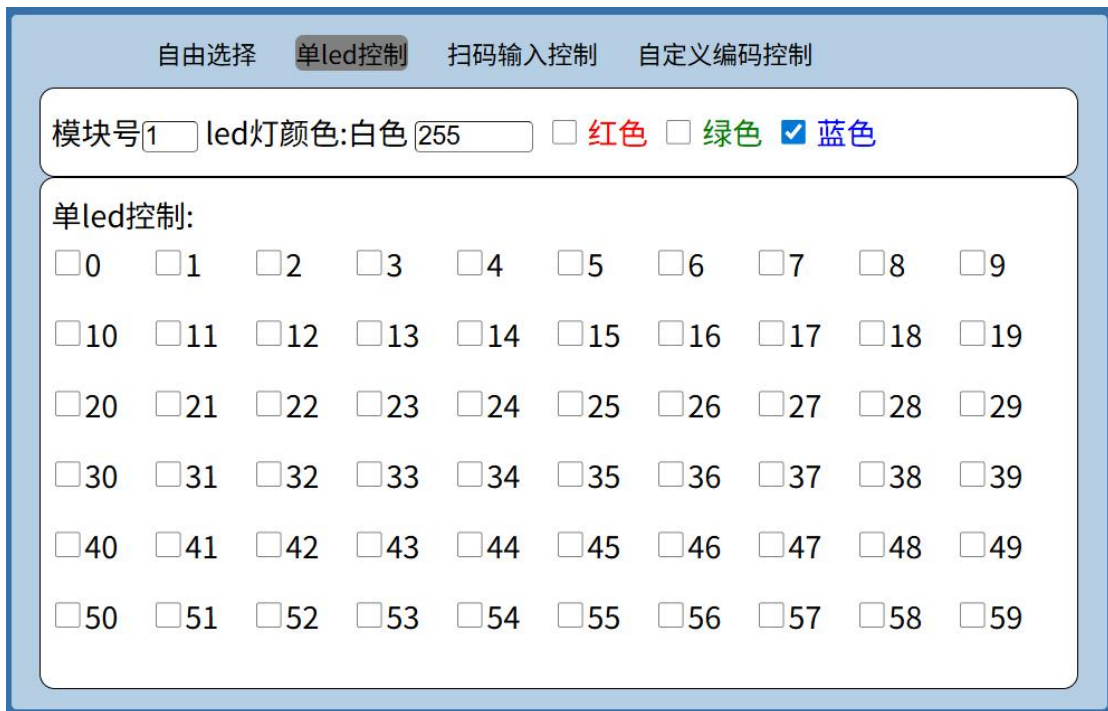 自由选择 单led控制 扫码输入控制 自定义编码控制
模块号1 led灯颜色:白色 255 红色 绿色 蓝色
单led控制:
0 1 2 3 4 5 6 7 8 9
10 11 12 13 14 15 16 17 18 19
20 21 22 23 24 25 26 27 28 29
30 31 32 33 34 35 36 37 38 39
40 41 42 43 44 45 46 47 48 49
50 51 52 53 54 55 56 57 58 59